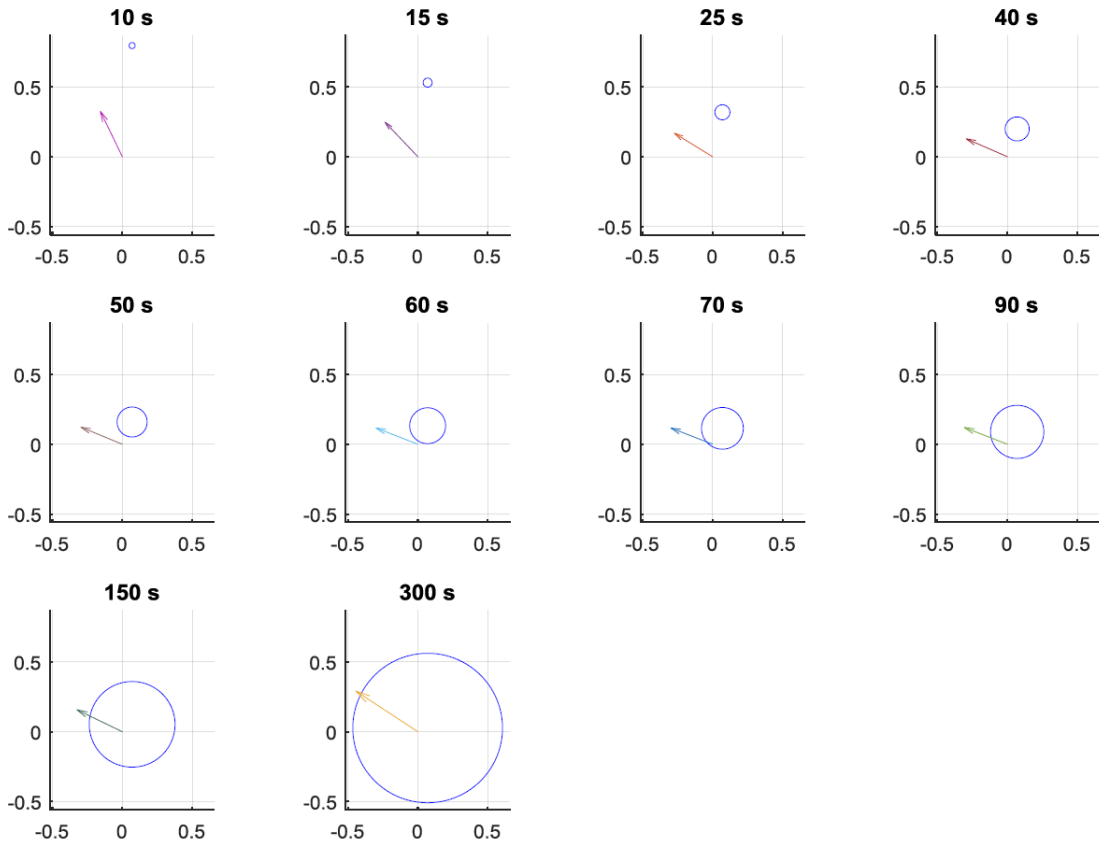 10 s 15 s 25 s 40 s
0.5 0.5 0.5 0.5
0 0 0 0
-0.5 -0.5 -0.5 -0.5
-0.5 0 0.5 -0.5 0 0.5 -0.5 0 0.5 -0.5 0 0.5
50 s 60 s 70 s 90 s
0.5 0.5 0.5 0.5
0 0 0 0
-0.5 -0.5 -0.5 -0.5
-0.5 0 0.5 -0.5 0 0.5 -0.5 0 0.5 -0.5 0 0.5
150 s 300 s
0.5 0.5
0 0
-0.5 -0.5
-0.5 0 0.5 -0.5 0 0.5